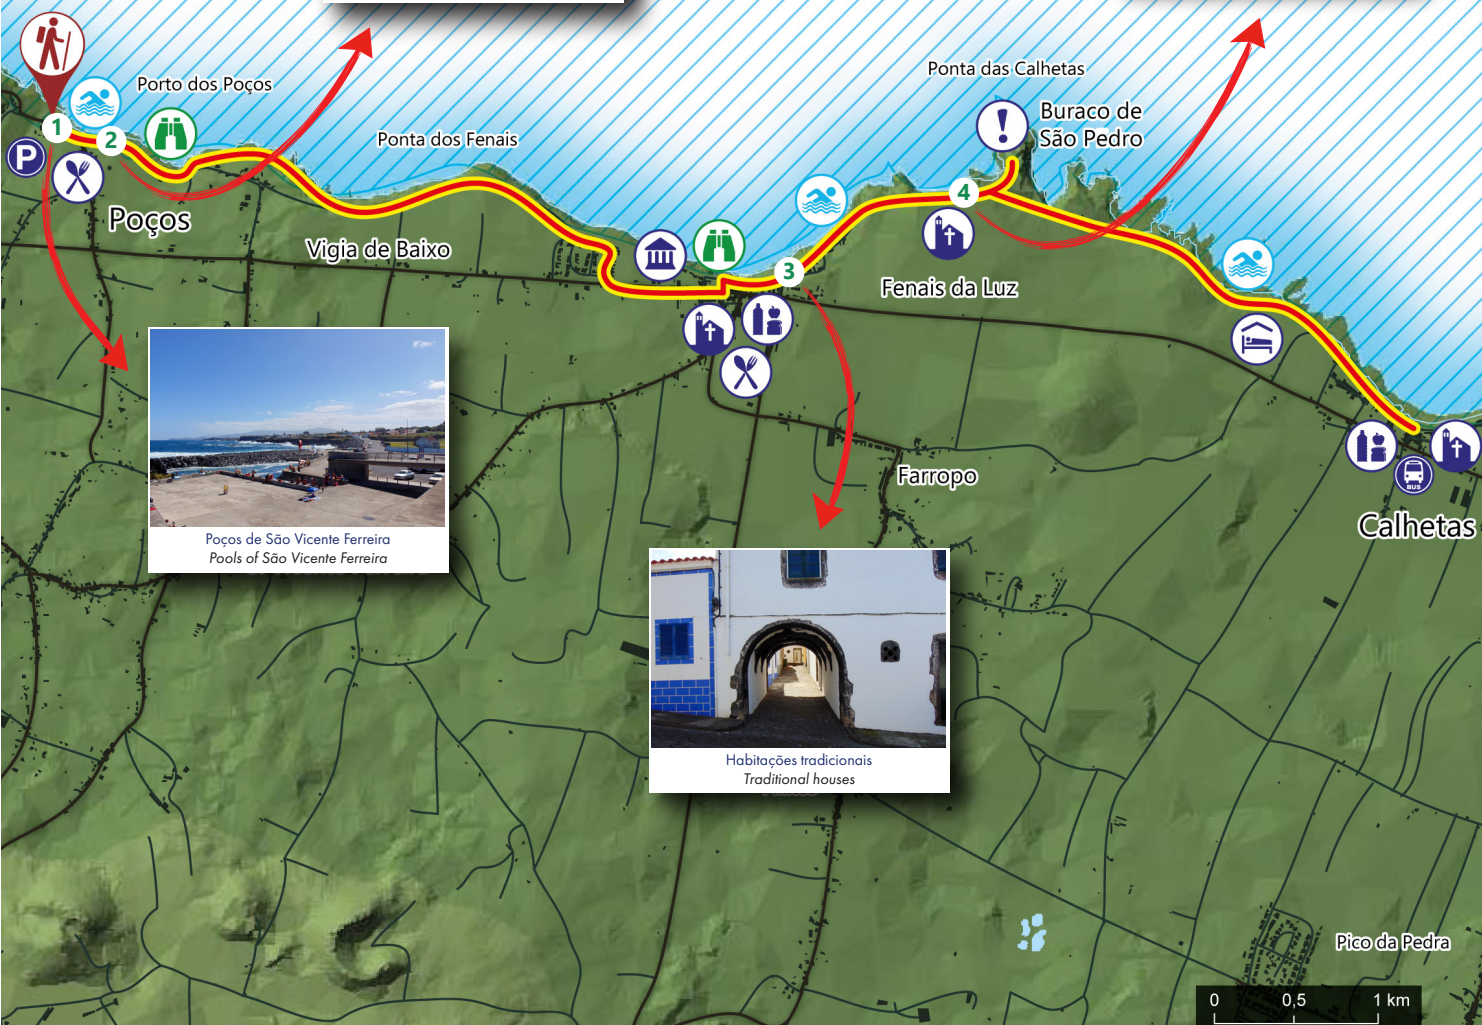 Porto dos Poços
Ponta dos Fenais
Ponta das Calhetas
Buraco de
São Pedro
1
2
P
Poços
Vigia de Baixo
3
4
Fenais da Luz
Farropo
BUS
Calhetas
Poços de São Vicente Ferreira
Pools of São Vicente Ferreira
Habitações tradicionais
Traditional houses
Pico da Pedra
0 0,5 1 km